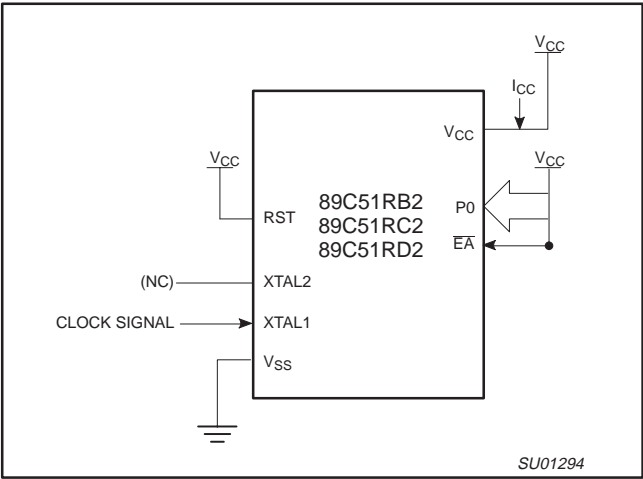 VCC
ICC
VCC
VCC
VCC
89C51RB2
89C51RC2
89C51RD2
RST
P0
EA
(NC)
XTAL2
CLOCK SIGNAL
XTAL1
VSS
SU01294